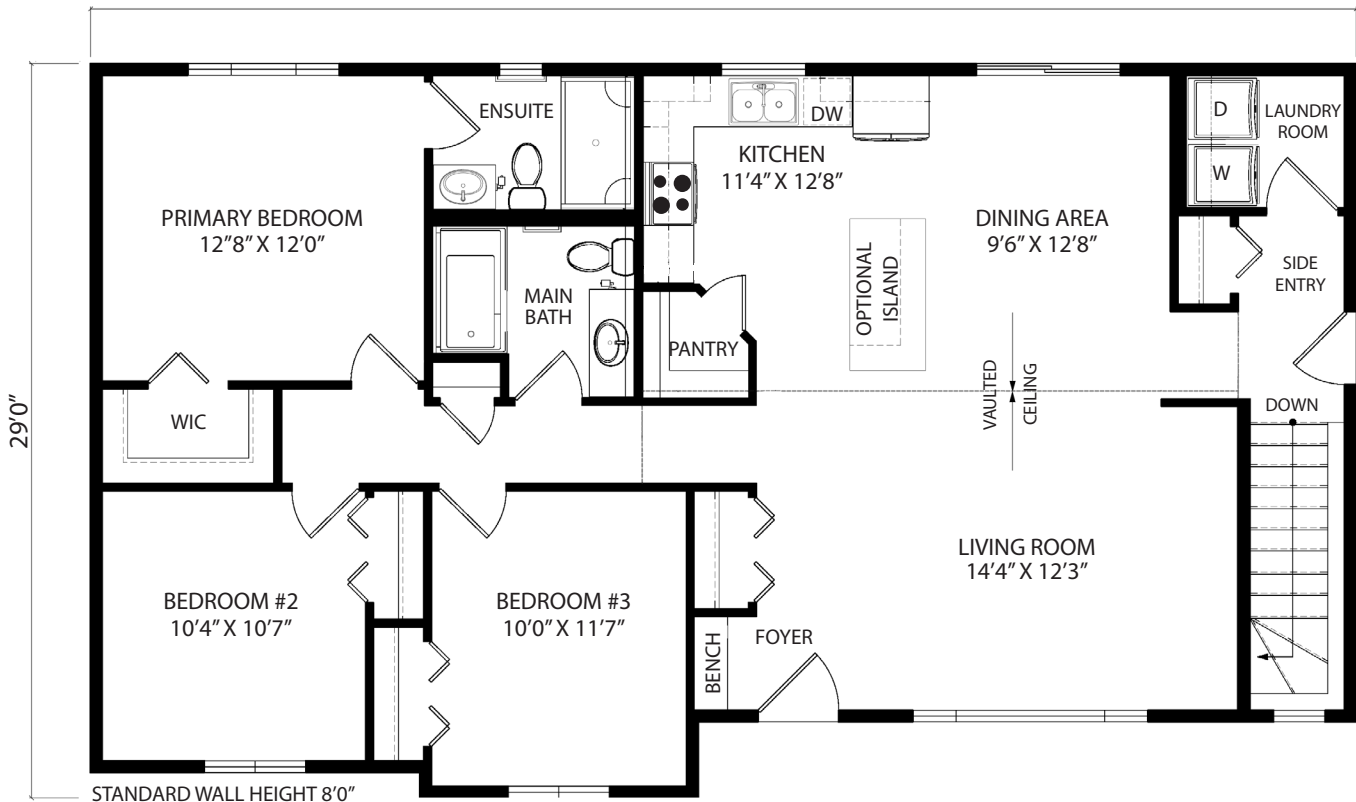 ENSUITE
DW
D
LAUNDRY
ROOM
KITCHEN
11’4” X 12’8”
W
PRIMARY BEDROOM
12”8” X 12’0”
DINING AREA
9’6” X 12’8”
OPTIONAL
ISLAND
SIDE
ENTRY
MAIN
BATH
PANTRY
VAULTED
CEILING
29’0”
WIC
DOWN
LIVING ROOM
14’4” X 12’3”
BEDROOM #2
10’4” X 10’7”
BEDROOM #3
10’0” X 11’7”
BENCH
FOYER
STANDARD WALL HEIGHT 8’0”